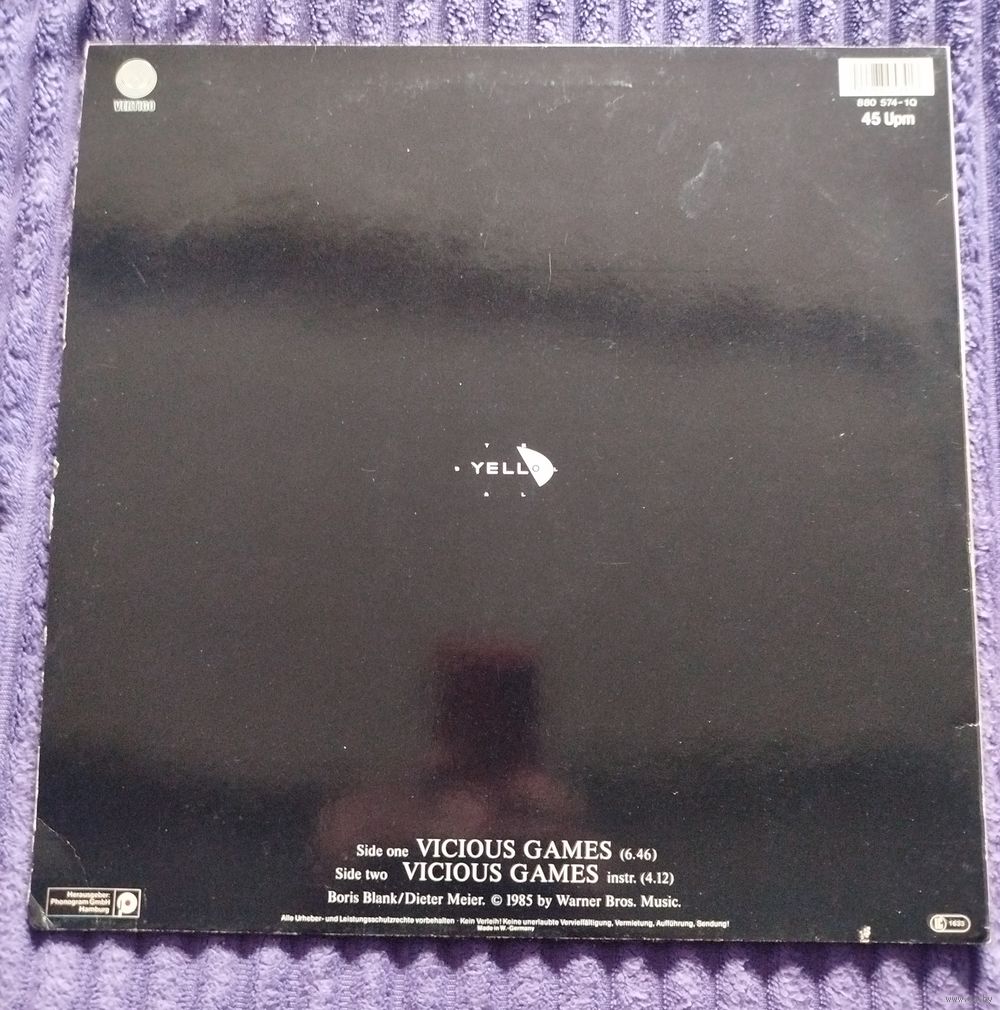 VERTIGO
880 574-1Q
45 Upm
YELLO
Side one VICIOUS GAMES (6.46)
Side two VICIOUS GAMES instr. (4.12)
Boris Blank/Dieter Meier. © 1985 by Warner Bros. Music.
Herausgeber:
Phonogram GmbH
Hamburg
Alle Urheber- und Leistungsschutzrechte vorbehalten · Kein Verleih! Keine unerlaubte Vervielfältigung, Vermietung, Aufführung, Sendung!
Made in W.-Germany
LC 1633